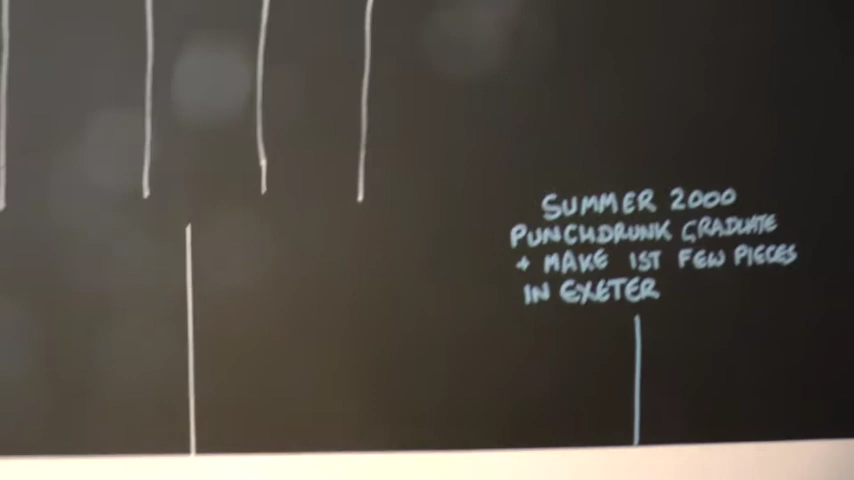 SUMMER 2000
PUNCHDRUNK GRADUATE
+ MAKE 1ST FEW PIECES
IN EXETER